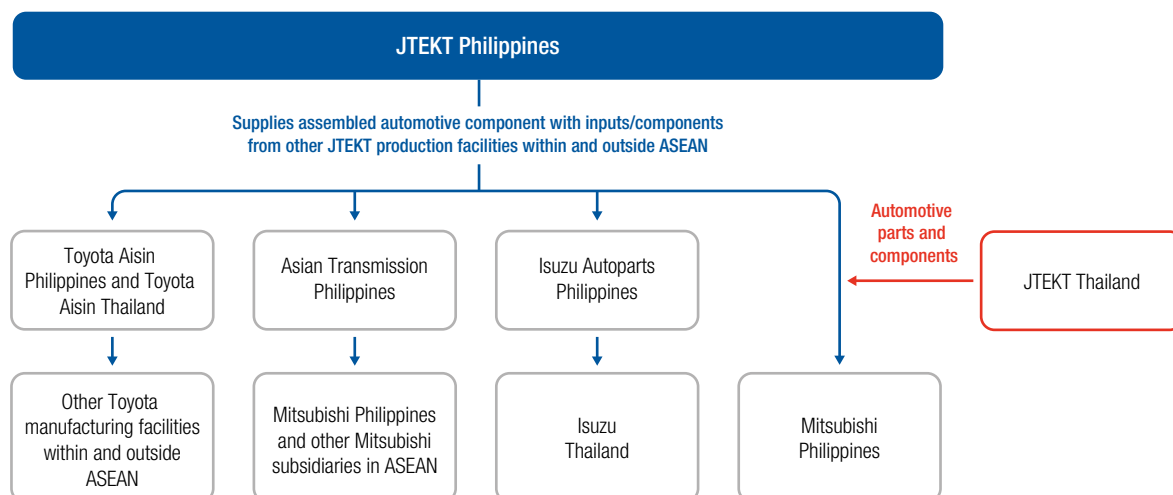 JTEKT Philippines
Supplies assembled automotive component with inputs/components
from other JTEKT production facilities within and outside ASEAN
Automotive
parts and
components
Toyota Aisin
Philippines and Toyota
Aisin Thailand
Asian Transmission
Philippines
Isuzu Autoparts
Philippines
JTEKT Thailand
Other Toyota
manufacturing facilities
within and outside
ASEAN
Mitsubishi Philippines
and other Mitsubishi
subsidiaries in ASEAN
Isuzu
Thailand
Mitsubishi
Philippines